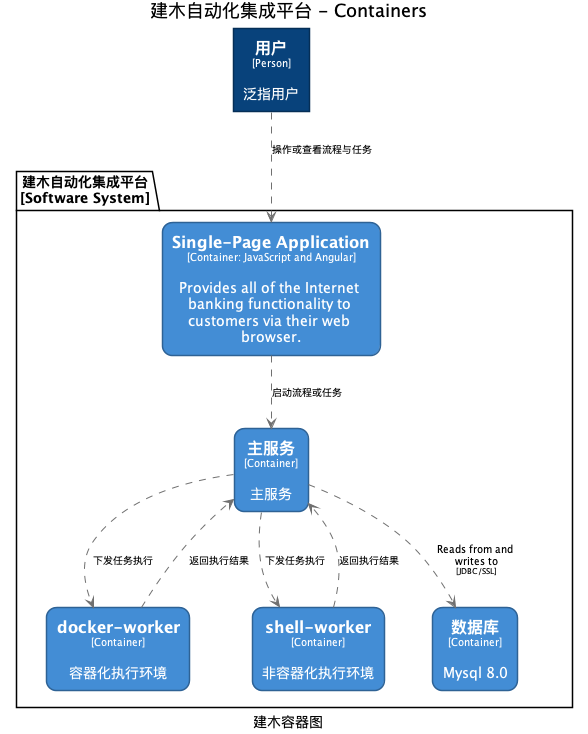 建木自动化集成平台 - Containers
用户
[Person]
泛指用户
操作或查看流程与任务
建木自动化集成平台
[Software System]
Single-Page Application
[Container: JavaScript and Angular]
Provides all of the Internet
banking functionality to
customers via their web
browser.
启动流程或任务
主服务
[Container]
主服务
下发任务执行
返回执行结果
下发任务执行
返回执行结果
Reads from and
writes to
[JDBC/SSL]
docker-worker
[Container]
容器化执行环境
shell-worker
[Container]
非容器化执行环境
数据库
[Container]
Mysql 8.0
建木容器图